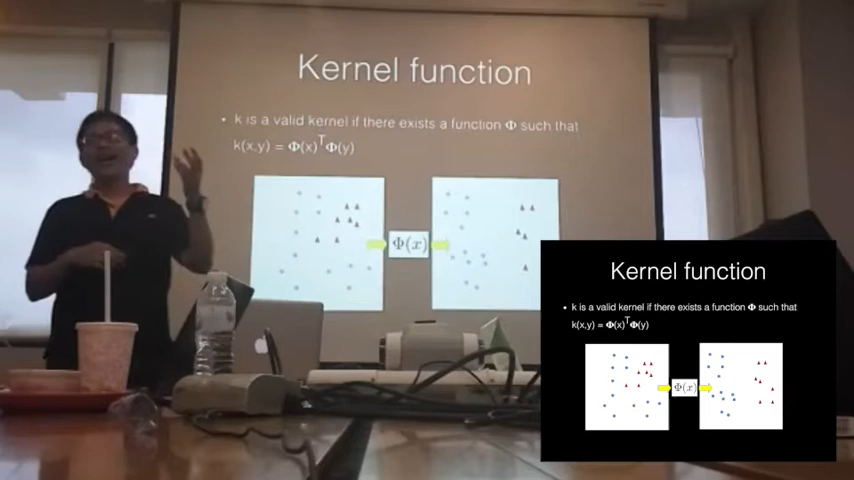 Kernel function
• k is a valid kernel if there exists a function Φ such that
k(x,y) = Φ(x)ᵀΦ(y)
Φ(x)
Kernel function
• k is a valid kernel if there exists a function Φ such that
k(x,y) = Φ(x)ᵀΦ(y)
Φ(x)